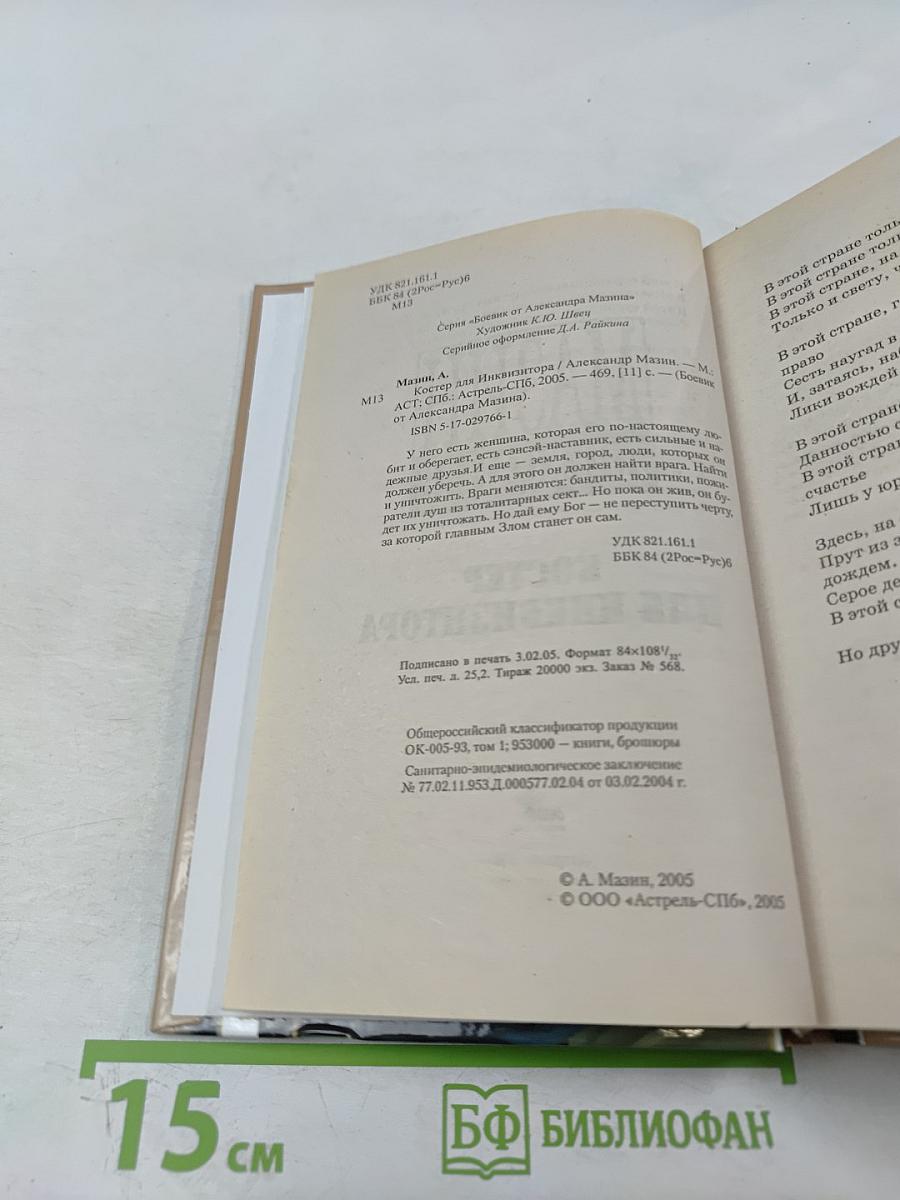 УДК 821.161.1
ББК 84 (2Рос=Рус)6
М13
Серия «Боевик от Александра Мазина»
Художник К.Ю. Швец
Серийное оформление Д.А. Райкина
Мазин, А.
М13 Костер для Инквизитора / Александр Мазин. — М.:
АСТ; СПб.: Астрель-СПб, 2005. — 469, [11] с. — (Боевик
от Александра Мазина).
ISBN 5-17-029766-1
У него есть женщина, которая его по-настоящему лю-
бит и оберегает, есть сэнсэй-наставник, есть сильные и на-
дежные друзья.И еще — земля, город, люди, которых он
должен уберечь. А для этого он должен найти врага. Найти
и уничтожить. Враги меняются: бандиты, политики, пожи-
ратели душ из тоталитарных сект... Но пока он жив, он бу-
дет их уничтожать. Но дай ему Бог — не переступить черту,
за которой главным Злом станет он сам.
УДК 821.161.1
ББК 84 (2Рос=Рус)6
Подписано в печать 3.02.05. Формат 84×108 1/32.
Усл. печ. л. 25,2. Тираж 20000 экз. Заказ № 568.
Общероссийский классификатор продукции
ОК-005-93, том 1; 953000 — книги, брошюры
Санитарно-эпидемиологическое заключение
№ 77.02.11.953.Д.000577.02.04 от 03.02.2004 г.
© А. Мазин, 2005
© ООО «Астрель-СПб», 2005
В этой стране толь
В этой стране толь
В этой стране, на
Только и свету, ч
В этой стране, г
право
Сесть наугад в
И, затаясь, наб
Лики вождей
В этой стране
Данностью с
В этой стран
счастье
Лишь у юр
Здесь, на
Прут из з
дождем.
Серое де
В этой с
Но дру
15 см
БФ БИБЛИОФАН